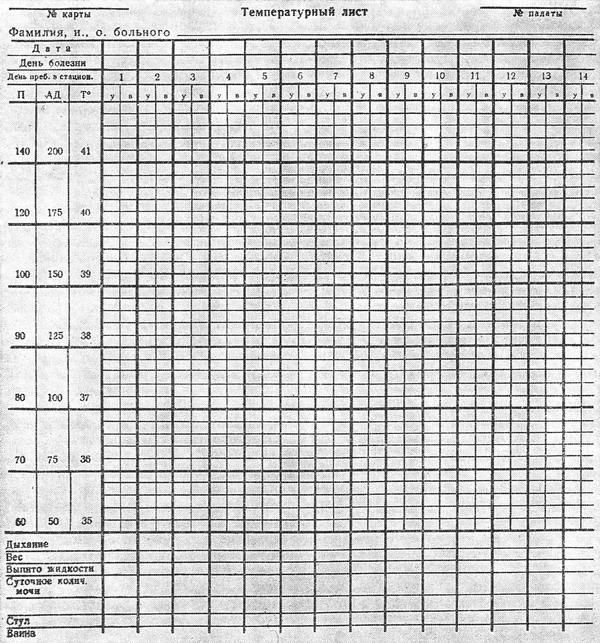 № карты Температурный лист № палаты
Фамилия, и., о. больного
Дата
День болезни
День преб. в стацион. 1 2 3 4 5 6 7 8 9 10 11 12 13 14
П АД Т° у в у в у в у в у в у в у в у в у в у в у в у в у в у в
140 200 41
120 175 40
100 150 39
90 125 38
80 100 37
70 75 36
60 50 35
Дыхание
Вес
Выпито жидкости
Суточное колич.
мочи
Стул
Ванна